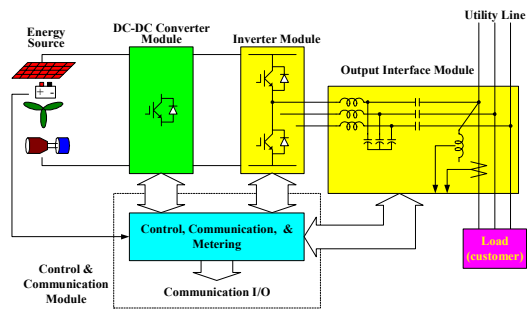 Energy
Source
DC-DC Converter
Module
Inverter Module
Utility Line
Output Interface Module
Control, Communication, &
Metering
Control &
Communication
Module
Communication I/O
Load
(customer)